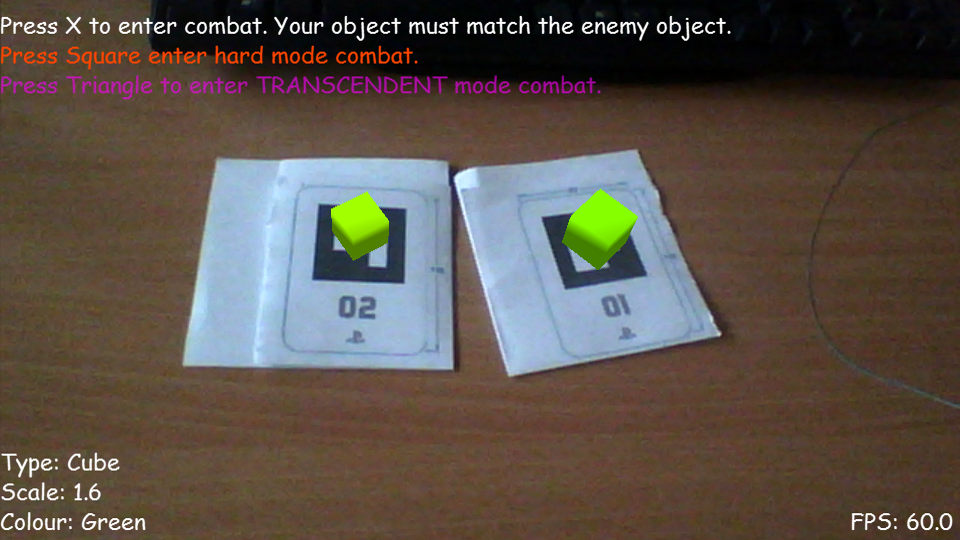 Press X to enter combat. Your object must match the enemy object.
Press Square enter hard mode combat.
Press Triangle to enter TRANSCENDENT mode combat.
02
01
Type: Cube
Scale: 1.6
Colour: Green
FPS: 60.0